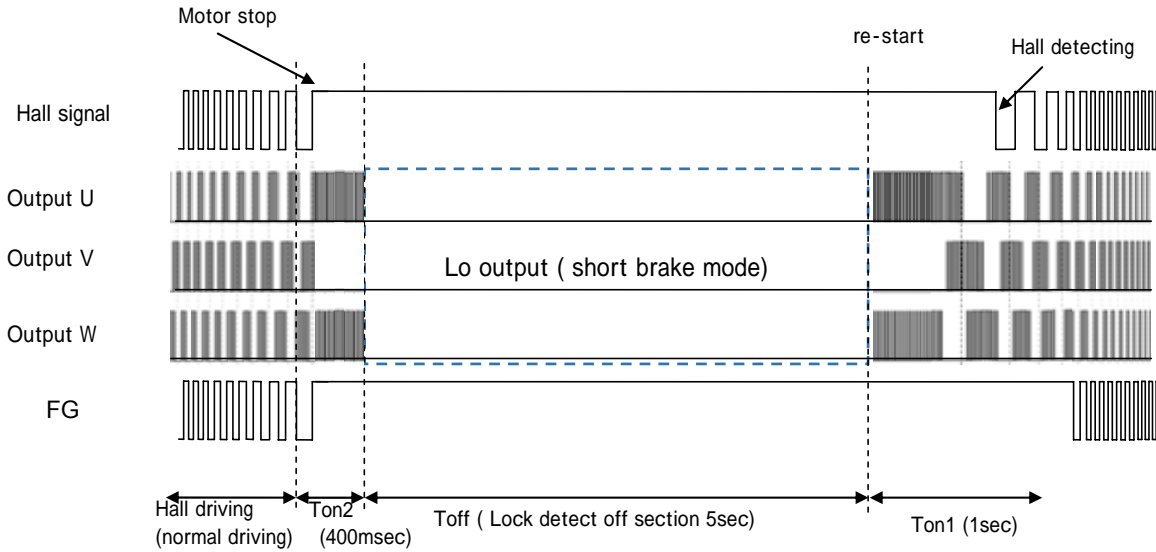 Motor stop
re-start
Hall detecting
Hall signal
Output U
Output V
Lo output ( short brake mode)
Output W
FG
Hall driving
(normal driving)
Ton2
(400msec)
Toff ( Lock detect off section 5sec)
Ton1 (1sec)